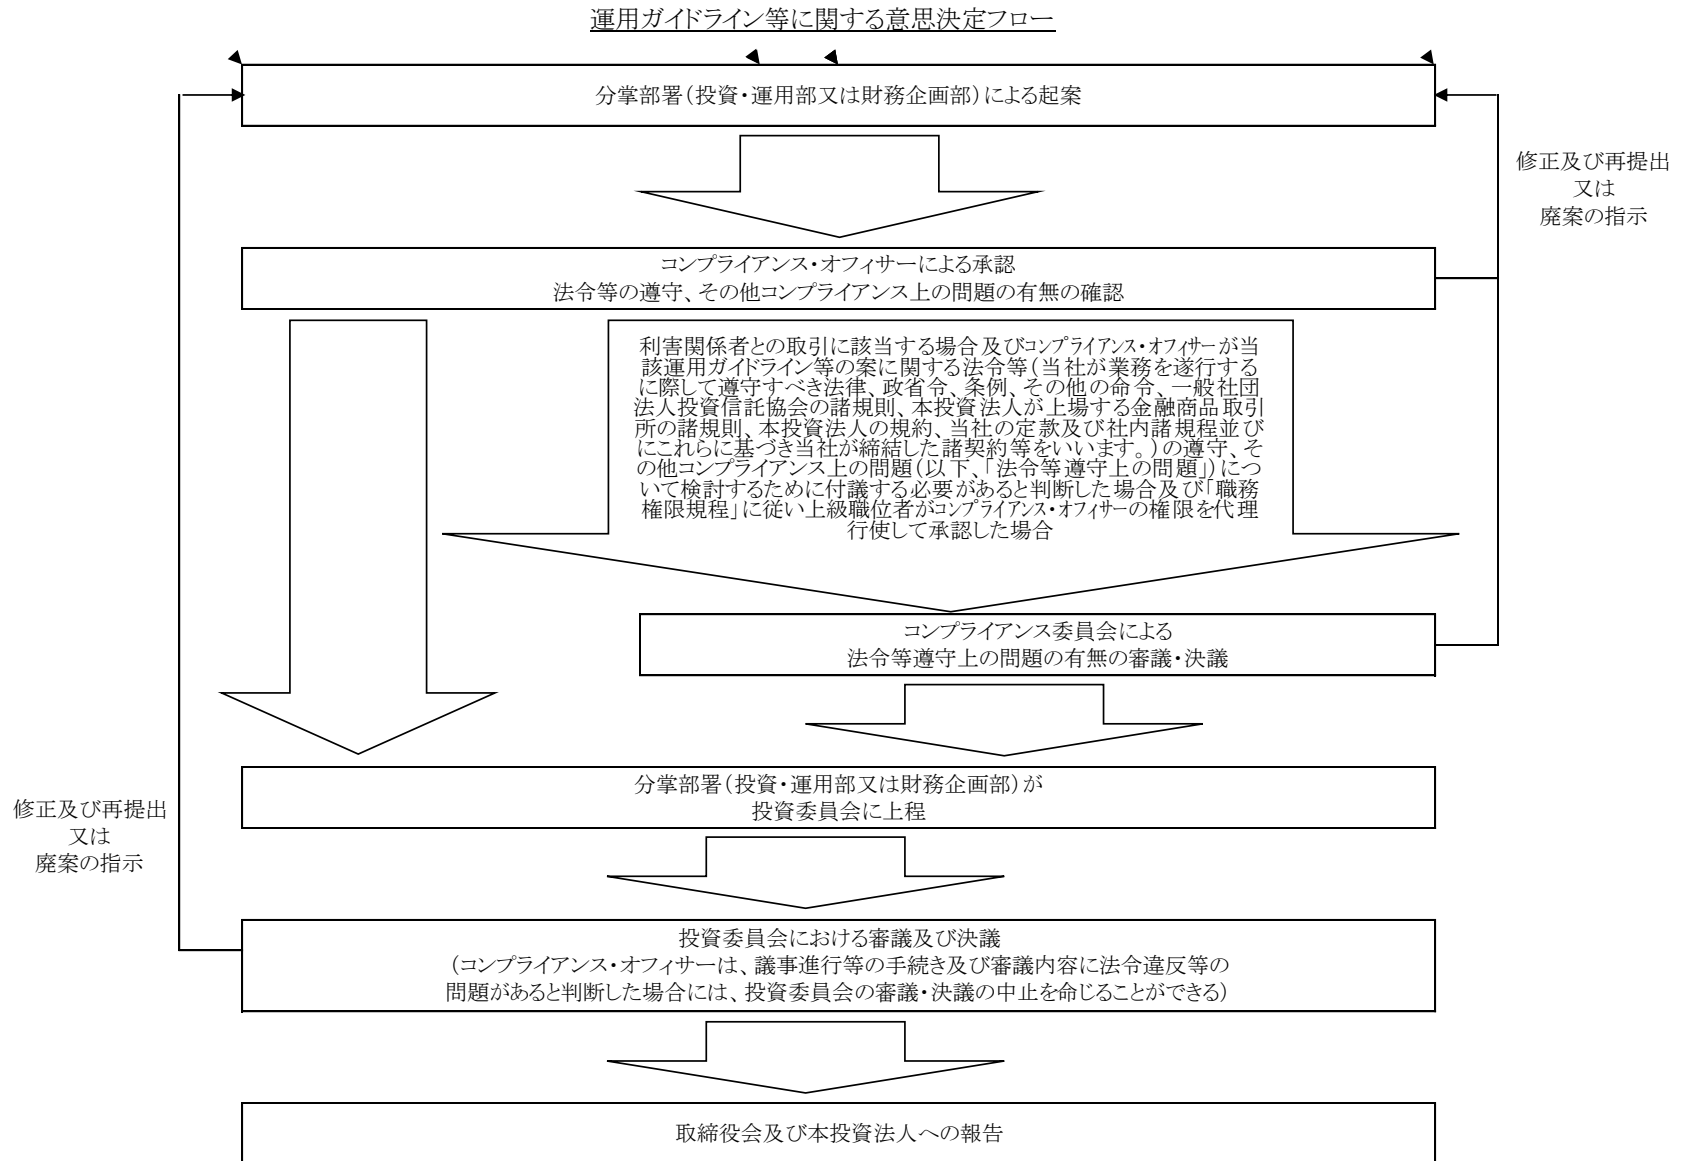 運用ガイドライン等に関する意思決定フロー
分掌部署(投資・運用部又は財務企画部)による起案
修正及び再提出
又は
廃案の指示
コンプライアンス・オフィサーによる承認
法令等の遵守、その他コンプライアンス上の問題の有無の確認
利害関係者との取引に該当する場合及びコンプライアンス・オフィサーが当
該運用ガイドライン等の案に関する法令等(当社が業務を遂行する
に際して遵守すべき法律、政省令、条例、その他の命令、一般社団
法人投資信託協会の諸規則、本投資法人が上場する金融商品取引
所の諸規則、本投資法人の規約、当社の定款及び社内諸規程並び
にこれらに基づき当社が締結した諸契約等をいいます。)の遵守、そ
の他コンプライアンス上の問題(以下、「法令等遵守上の問題」)につ
いて検討するために付議する必要があると判断した場合及び「職務
権限規程」に従い上級職位者がコンプライアンス・オフィサーの権限を代理
行使して承認した場合
コンプライアンス委員会による
法令等遵守上の問題の有無の審議・決議
分掌部署(投資・運用部又は財務企画部)が
投資委員会に上程
修正及び再提出
又は
廃案の指示
投資委員会における審議及び決議
(コンプライアンス・オフィサーは、議事進行等の手続き及び審議内容に法令違反等の
問題があると判断した場合には、投資委員会の審議・決議の中止を命じることができる)
取締役会及び本投資法人への報告